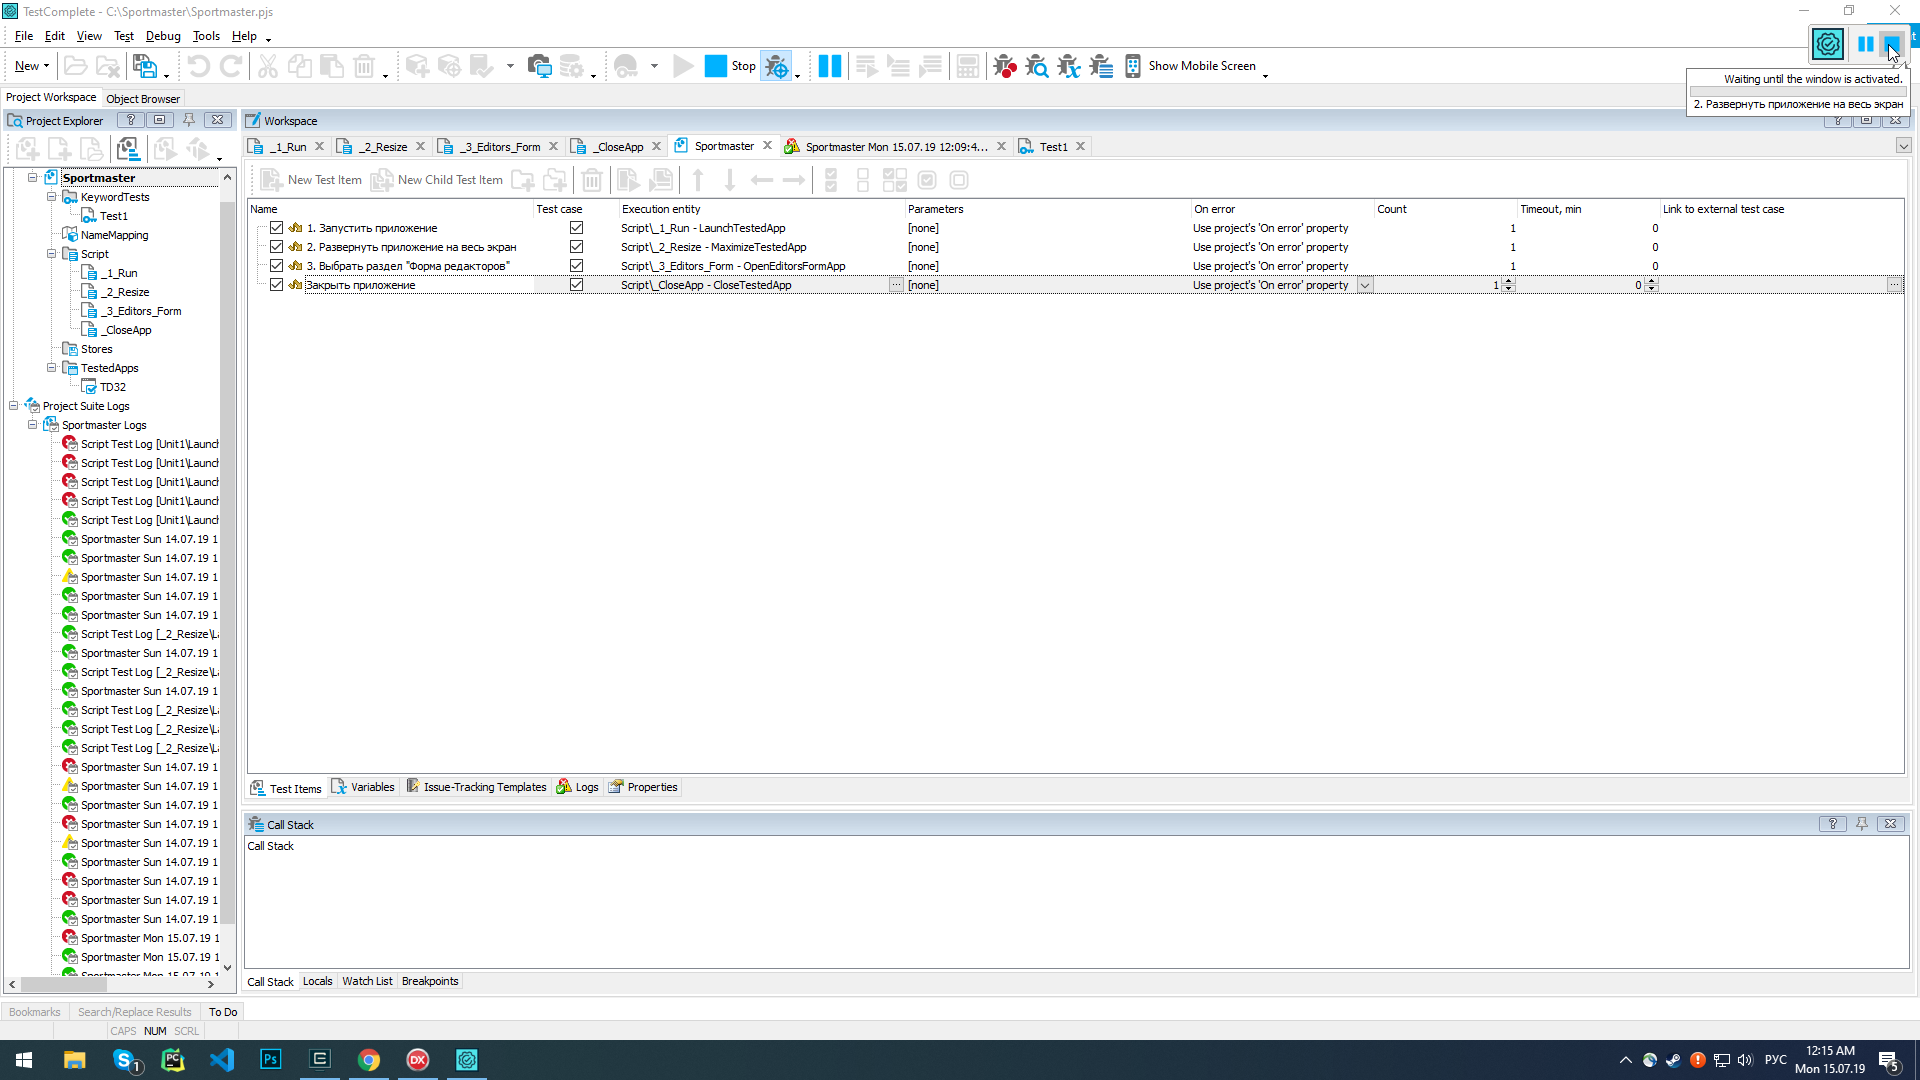 TestComplete - C:\Sportmaster\Sportmaster.pjs
File Edit View Test Debug Tools Help
New Stop Show Mobile Screen
Waiting until the window is activated.
2. Развернуть приложение на весь экран
Project Workspace Object Browser
Project Explorer
Workspace
_1_Run _2_Resize _3_Editors_Form _CloseApp Sportmaster Sportmaster Mon 15.07.19 12:09:4... Test1
New Test Item New Child Test Item
Name Test case Execution entity Parameters On error Count Timeout, min Link to external test case
1. Запустить приложение Script\_1_Run - LaunchTestedApp [none] Use project's 'On error' property 1 0
2. Развернуть приложение на весь экран Script\_2_Resize - MaximizeTestedApp [none] Use project's 'On error' property 1 0
3. Выбрать раздел "Форма редакторов" Script\_3_Editors_Form - OpenEditorsFormApp [none] Use project's 'On error' property 1 0
Закрыть приложение Script\_CloseApp - CloseTestedApp ... [none] Use project's 'On error' property 1 0 ...
Sportmaster
KeywordTests
Test1
NameMapping
Script
_1_Run
_2_Resize
_3_Editors_Form
_CloseApp
Stores
TestedApps
TD32
Project Suite Logs
Sportmaster Logs
Script Test Log [Unit1\Launch
Script Test Log [Unit1\Launch
Script Test Log [Unit1\Launch
Script Test Log [Unit1\Launch
Script Test Log [Unit1\Launch
Sportmaster Sun 14.07.19 1
Sportmaster Sun 14.07.19 1
Sportmaster Sun 14.07.19 1
Sportmaster Sun 14.07.19 1
Sportmaster Sun 14.07.19 1
Script Test Log [_2_Resize\L
Sportmaster Sun 14.07.19 1
Script Test Log [_2_Resize\L
Sportmaster Sun 14.07.19 1
Script Test Log [_2_Resize\L
Script Test Log [_2_Resize\L
Script Test Log [_2_Resize\L
Sportmaster Sun 14.07.19 1
Sportmaster Sun 14.07.19 1
Sportmaster Sun 14.07.19 1
Sportmaster Sun 14.07.19 1
Sportmaster Sun 14.07.19 1
Sportmaster Sun 14.07.19 1
Sportmaster Sun 14.07.19 1
Sportmaster Sun 14.07.19 1
Sportmaster Sun 14.07.19 1
Sportmaster Mon 15.07.19 1
Sportmaster Mon 15.07.19 1
Sportmaster Mon 15.07.19 1
Test Items Variables Issue-Tracking Templates Logs Properties
Call Stack
Call Stack
Call Stack Locals Watch List Breakpoints
Bookmarks Search/Replace Results To Do
CAPS NUM SCRL
1 PC Ps DX РУС
12:15 AM
Mon 15.07.19
5